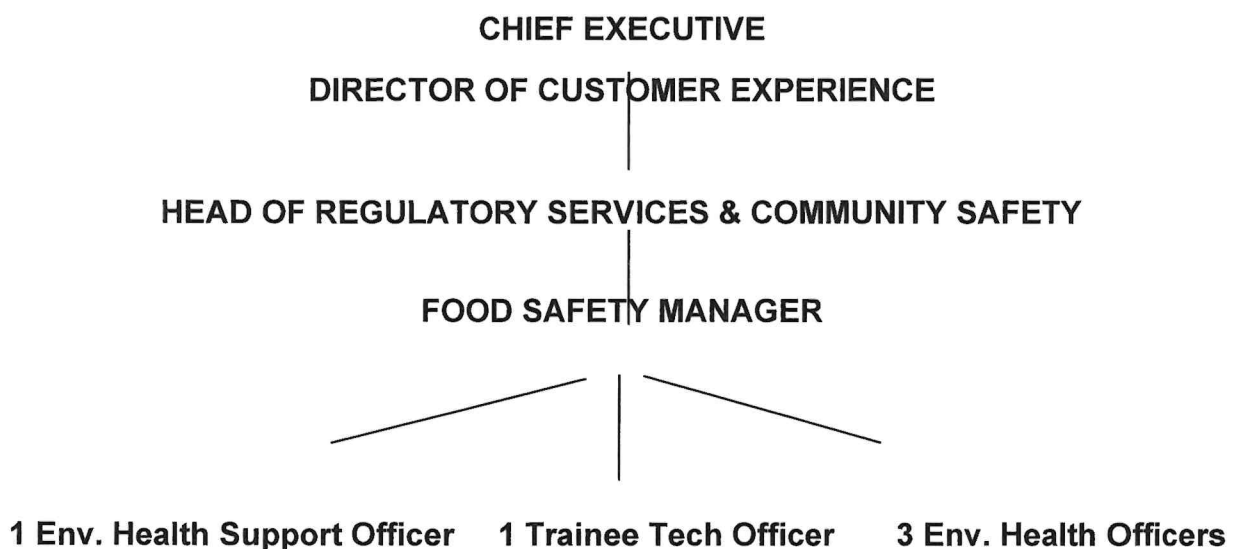 CHIEF EXECUTIVE
DIRECTOR OF CUSTOMER EXPERIENCE
HEAD OF REGULATORY SERVICES & COMMUNITY SAFETY
FOOD SAFETY MANAGER
1 Env. Health Support Officer 1 Trainee Tech Officer 3 Env. Health Officers